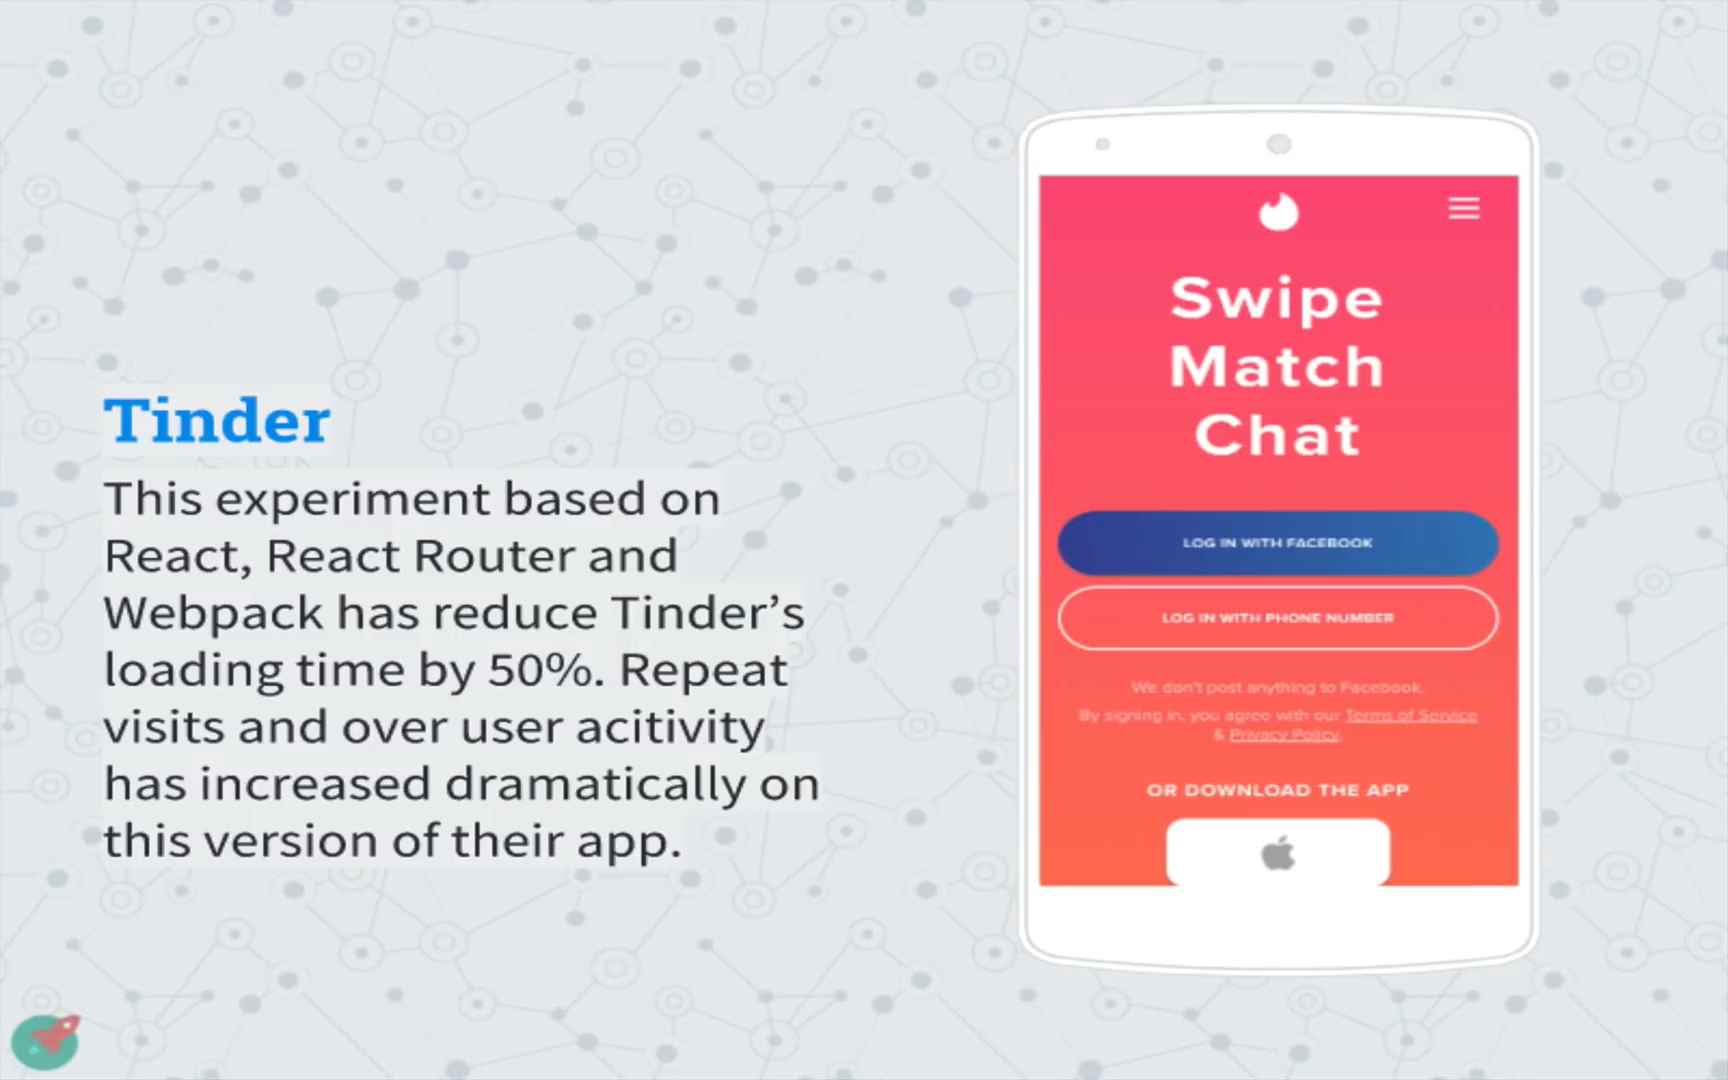 Tinder
This experiment based on
React, React Router and
Webpack has reduce Tinder’s
loading time by 50%. Repeat
visits and over user acitivity
has increased dramatically on
this version of their app.
Swipe
Match
Chat
LOG IN WITH FACEBOOK
LOG IN WITH PHONE NUMBER
We don't post anything to Facebook.
By signing in, you agree with our Terms of Service
& Privacy Policy.
OR DOWNLOAD THE APP